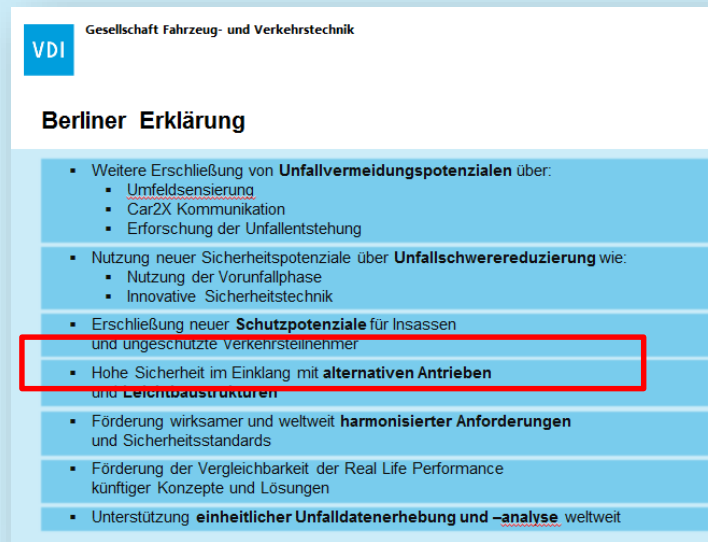 Gesellschaft Fahrzeug- und Verkehrstechnik
VDI
Berliner Erklärung
▪ Weitere Erschließung von Unfallvermeidungspotenzialen über:
▪ Umfeldsensierung
▪ Car2X Kommunikation
▪ Erforschung der Unfallentstehung
▪ Nutzung neuer Sicherheitspotenziale über Unfallschwerereduzierung wie:
▪ Nutzung der Vorunfallphase
▪ Innovative Sicherheitstechnik
▪ Erschließung neuer Schutzpotenziale für Insassen
und ungeschützte Verkehrsteilnehmer
▪ Hohe Sicherheit im Einklang mit alternativen Antrieben
und Leichtbaustrukturen
▪ Förderung wirksamer und weltweit harmonisierter Anforderungen
und Sicherheitsstandards
▪ Förderung der Vergleichbarkeit der Real Life Performance
künftiger Konzepte und Lösungen
▪ Unterstützung einheitlicher Unfalldatenerhebung und –analyse weltweit